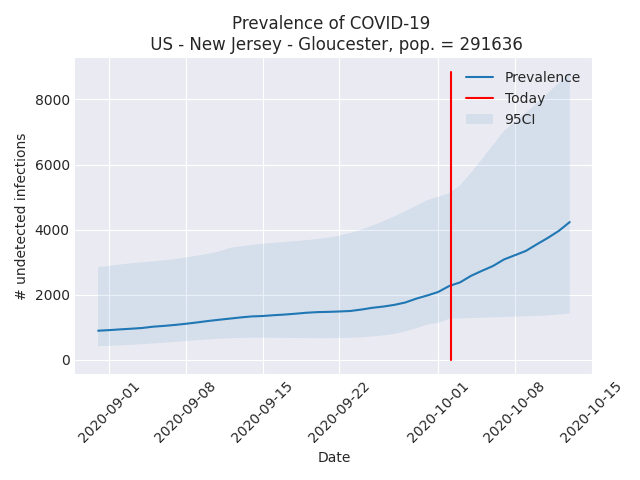 Prevalence of COVID-19
US - New Jersey - Gloucester, pop. = 291636
Prevalence
Today
95CI
# undetected infections
8000
6000
4000
2000
0
2020-09-01
2020-09-08
2020-09-15
2020-09-22
2020-10-01
2020-10-08
2020-10-15
Date